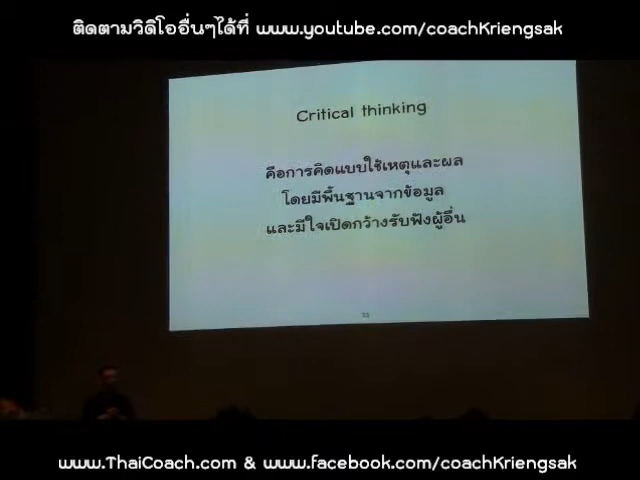 ติดตามวิดิโออื่นๆได้ที่ www.youtube.com/coachKriengsak
Critical thinking
คือการคิดแบบใช้เหตุและผล
โดยมีพื้นฐานจากข้อมูล
และมีใจเปิดกว้างรับฟังผู้อื่น
www.ThaiCoach.com & www.facebook.com/coachKriengsak